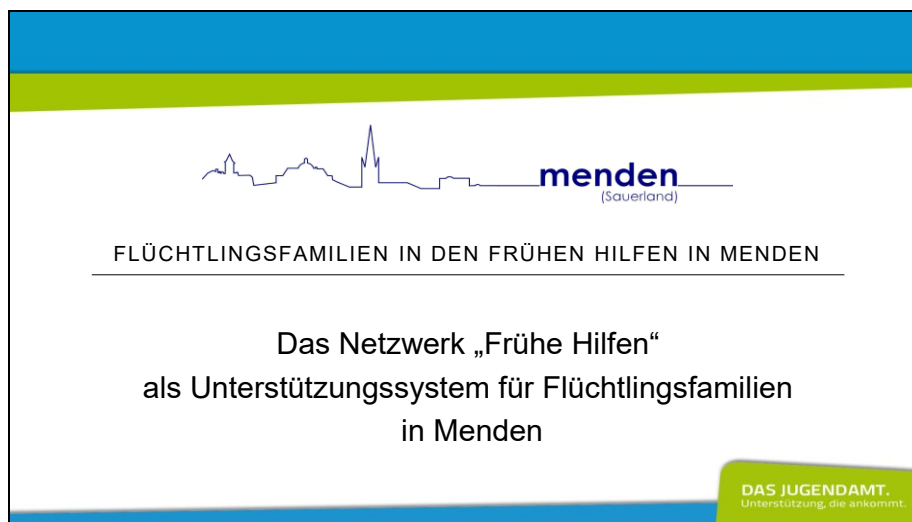 menden
(Sauerland)
FLÜCHTLINGSFAMILIEN IN DEN FRÜHEN HILFEN IN MENDEN
Das Netzwerk „Frühe Hilfen“
als Unterstützungssystem für Flüchtlingsfamilien
in Menden
DAS JUGENDAMT.
Unterstützung, die ankommt.